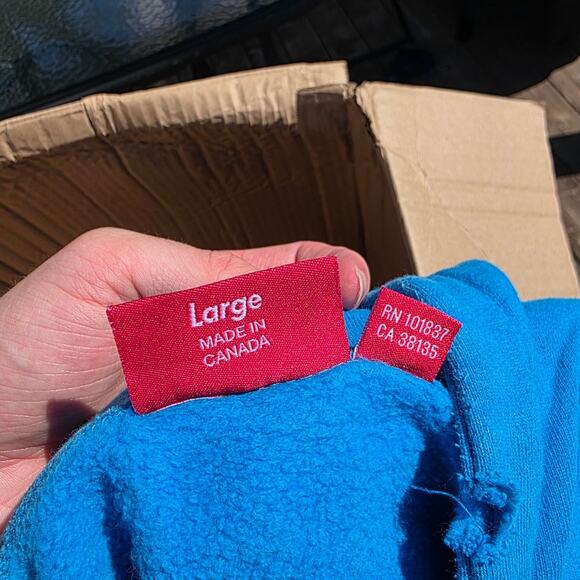 Large
MADE IN
CANADA
RN 101837
CA 38135